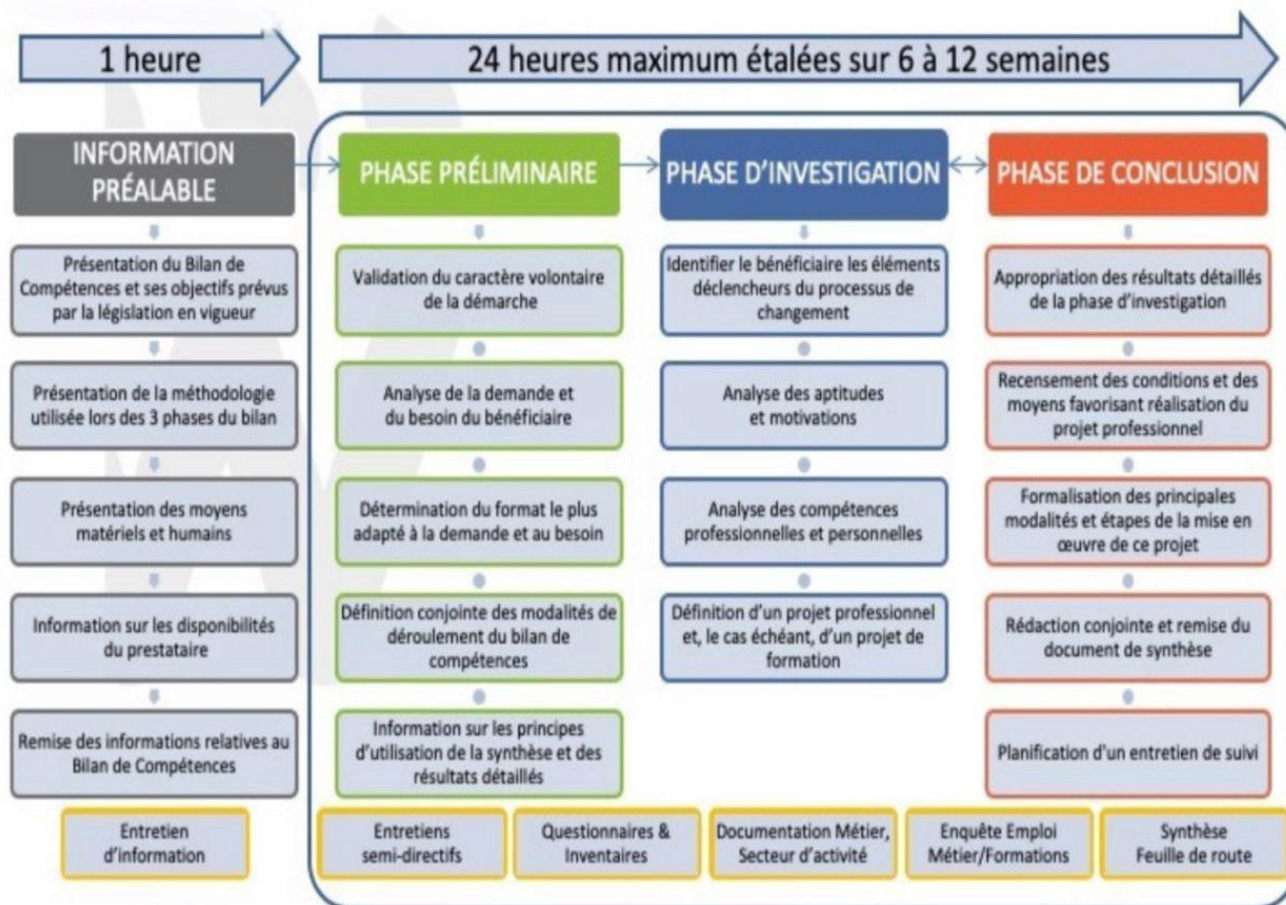 1 heure
24 heures maximum étalées sur 6 à 12 semaines
INFORMATION
PRÉALABLE
Présentation du Bilan de
Compétences et ses objectifs prévus
par la législation en vigueur
Présentation de la méthodologie
utilisée lors des 3 phases du bilan
Présentation des moyens
matériels et humains
Information sur les disponibilités
du prestataire
Remise des informations relatives au
Bilan de Compétences
Entretien
d'information
PHASE PRÉLIMINAIRE
Validation du caractère volontaire
de la démarche
Analyse de la demande et
du besoin du bénéficiaire
Détermination du format le plus
adapté à la demande et au besoin
Définition conjointe des modalités de
déroulement du bilan de
compétences
Information sur les principes
d'utilisation de la synthèse et des
résultats détaillés
PHASE D'INVESTIGATION
Identifier le bénéficiaire les éléments
déclencheurs du processus de
changement
Analyse des aptitudes
et motivations
Analyse des compétences
professionnelles et personnelles
Définition d'un projet professionnel
et, le cas échéant, d'un projet de
formation
PHASE DE CONCLUSION
Appropriation des résultats détaillés
de la phase d'investigation
Recensement des conditions et des
moyens favorisant réalisation du
projet professionnel
Formalisation des principales
modalités et étapes de la mise en
œuvre de ce projet
Rédaction conjointe et remise du
document de synthèse
Planification d'un entretien de suivi
Entretiens
semi-directifs
Questionnaires &
Inventaires
Documentation Métier,
Secteur d'activité
Enquête Emploi
Métier/Formations
Synthèse
Feuille de route